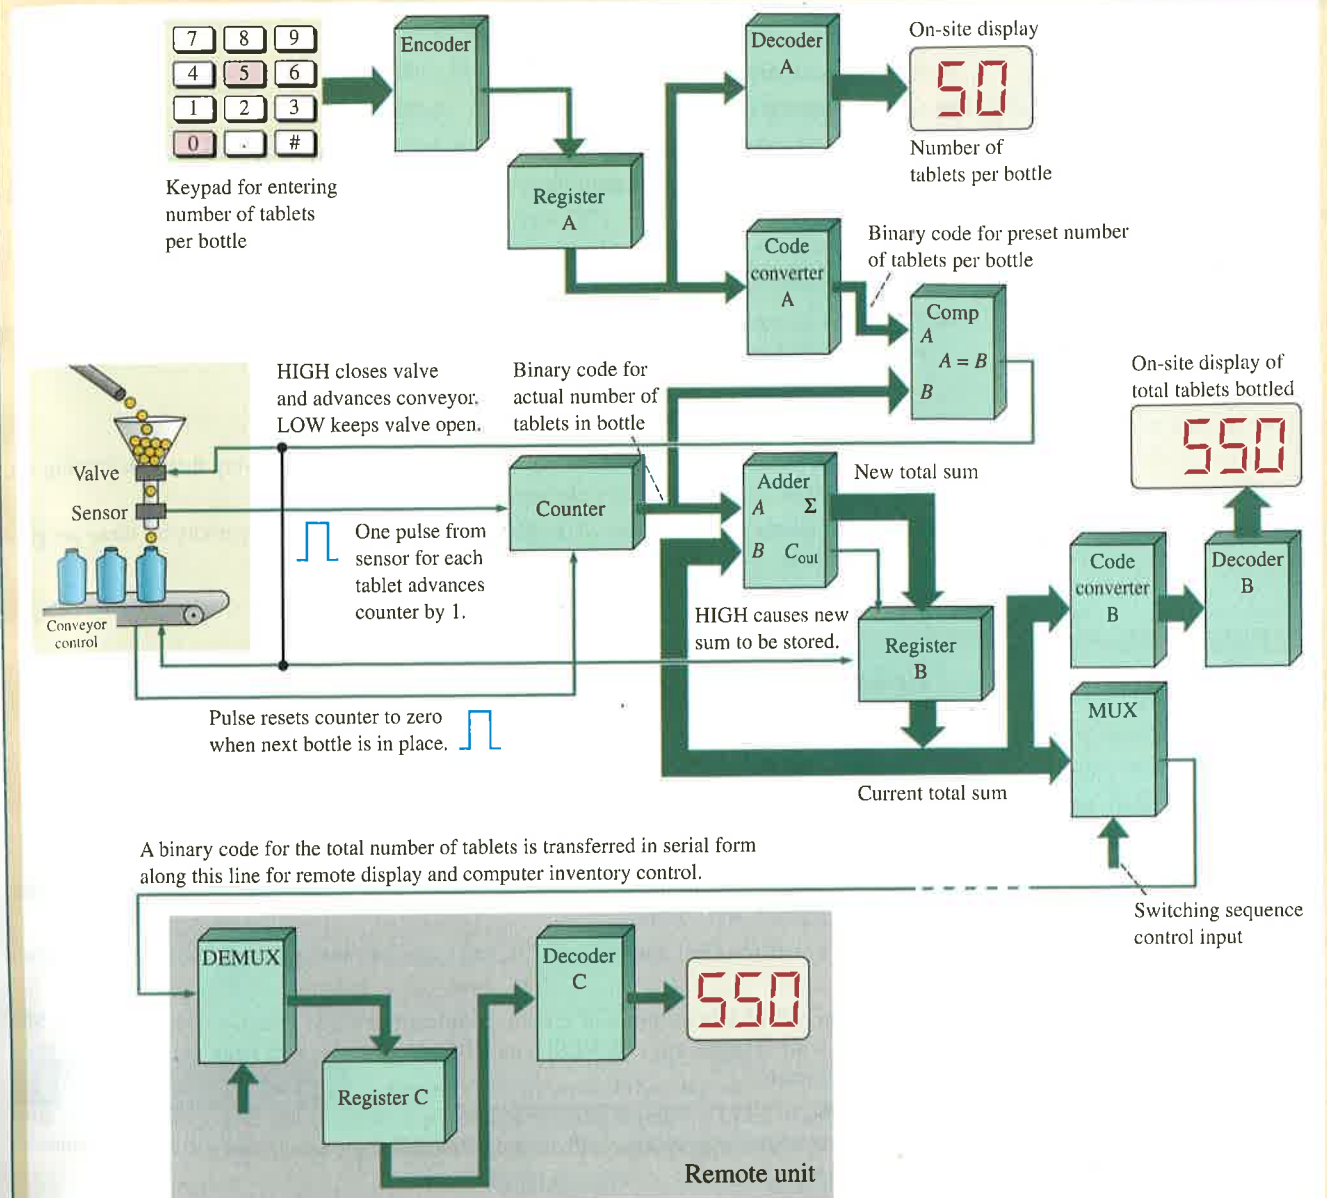 7 8 9
4 5 6
1 2 3
0 . #
Keypad for entering
number of tablets
per bottle
Encoder
Register
A
Decoder
A
On-site display
50
Number of
tablets per bottle
Code
converter
A
Binary code for preset number
of tablets per bottle
Comp
A
A = B
B
HIGH closes valve
and advances conveyor.
LOW keeps valve open.
Binary code for
actual number of
tablets in bottle
On-site display of
total tablets bottled
550
Valve
Sensor
Counter
One pulse from
sensor for each
tablet advances
counter by 1.
Adder
A Σ
B Cout
New total sum
Code
converter
B
Decoder
B
Conveyor
control
HIGH causes new
sum to be stored.
Register
B
Pulse resets counter to zero
when next bottle is in place.
MUX
Current total sum
A binary code for the total number of tablets is transferred in serial form
along this line for remote display and computer inventory control.
Switching sequence
control input
DEMUX
Register C
Decoder
C
550
Remote unit